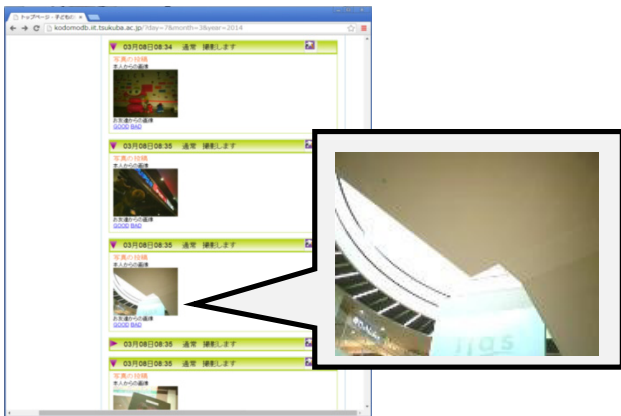 トップページ - 子どもの
kodomodb.iit.tsukuba.ac.jp/?day=7&month=3&year=2014
03月08日08:34 通常 撮影します
写真の投稿
本人からの画像
お友達からの画像
GOOD BAD
03月08日08:35 通常 撮影します
写真の投稿
本人からの画像
お友達からの画像
GOOD BAD
03月08日08:35 通常 撮影します
写真の投稿
本人からの画像
お友達からの画像
GOOD BAD
03月08日08:35 通常 撮影します
03月08日08:35 通常 撮影します
写真の投稿
本人からの画像
iias